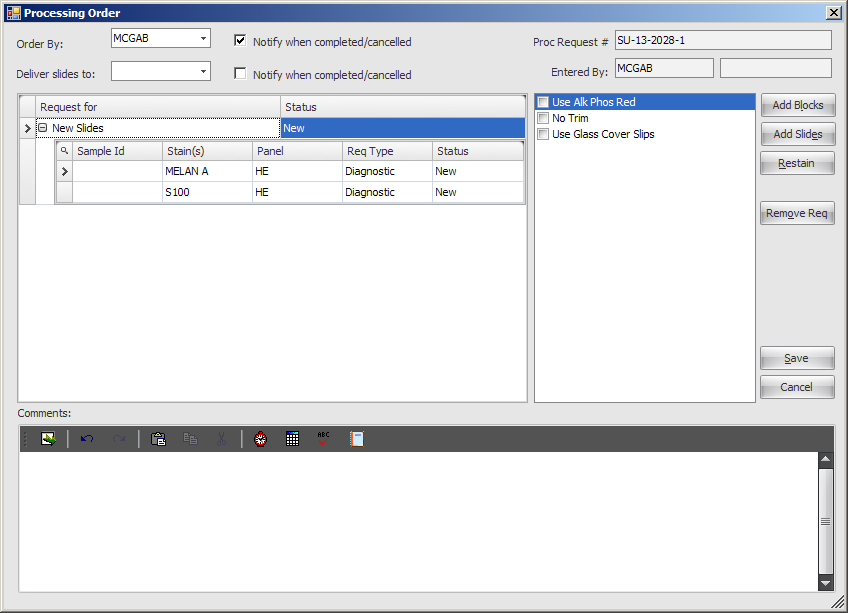 Processing Order
Order By: MCGAB Notify when completed/cancelled Proc Request # SU-13-2028-1
Deliver slides to: Notify when completed/cancelled Entered By: MCGAB
Request for Status
New Slides New
Sample Id Stain(s) Panel Req Type Status
MELAN A HE Diagnostic New
S100 HE Diagnostic New
Use Alk Phos Red
No Trim
Use Glass Cover Slips
Add Blocks
Add Slides
Restain
Remove Req
Save
Cancel
Comments:
ABC